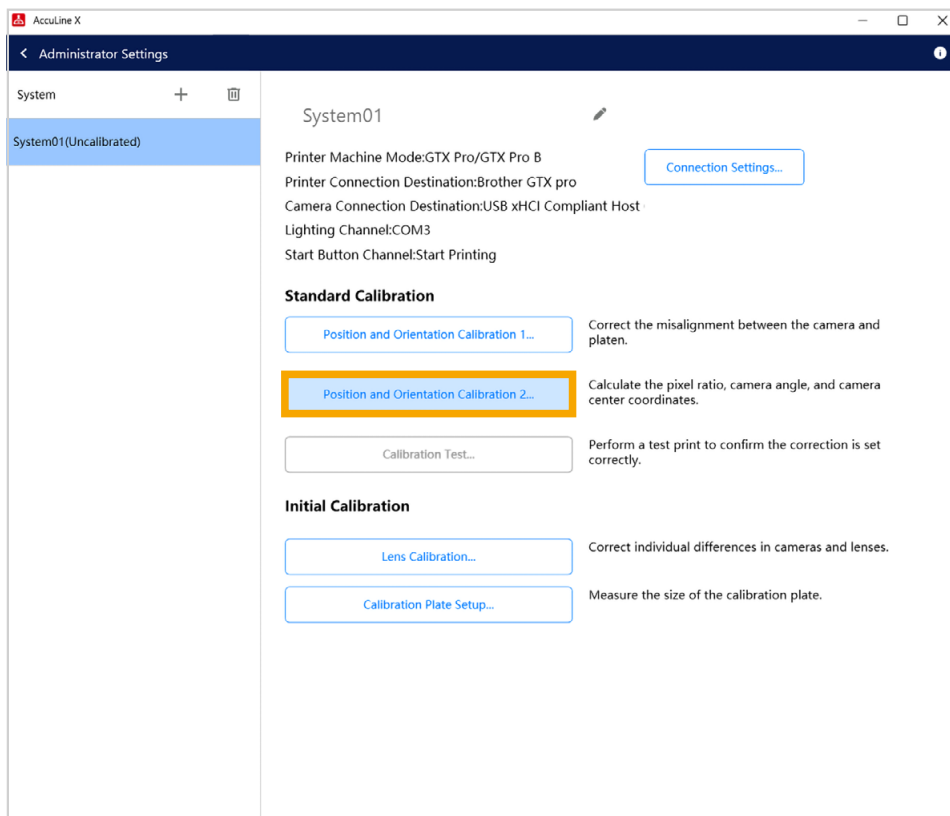 AccuLine X
Administrator Settings
System
System01(Uncalibrated)
System01
Printer Machine Mode:GTX Pro/GTX Pro B
Connection Settings...
Printer Connection Destination:Brother GTX pro
Camera Connection Destination:USB xHCI Compliant Host
Lighting Channel:COM3
Start Button Channel:Start Printing
Standard Calibration
Position and Orientation Calibration 1...
Correct the misalignment between the camera and
platen.
Position and Orientation Calibration 2...
Calculate the pixel ratio, camera angle, and camera
center coordinates.
Calibration Test...
Perform a test print to confirm the correction is set
correctly.
Initial Calibration
Lens Calibration...
Correct individual differences in cameras and lenses.
Calibration Plate Setup...
Measure the size of the calibration plate.